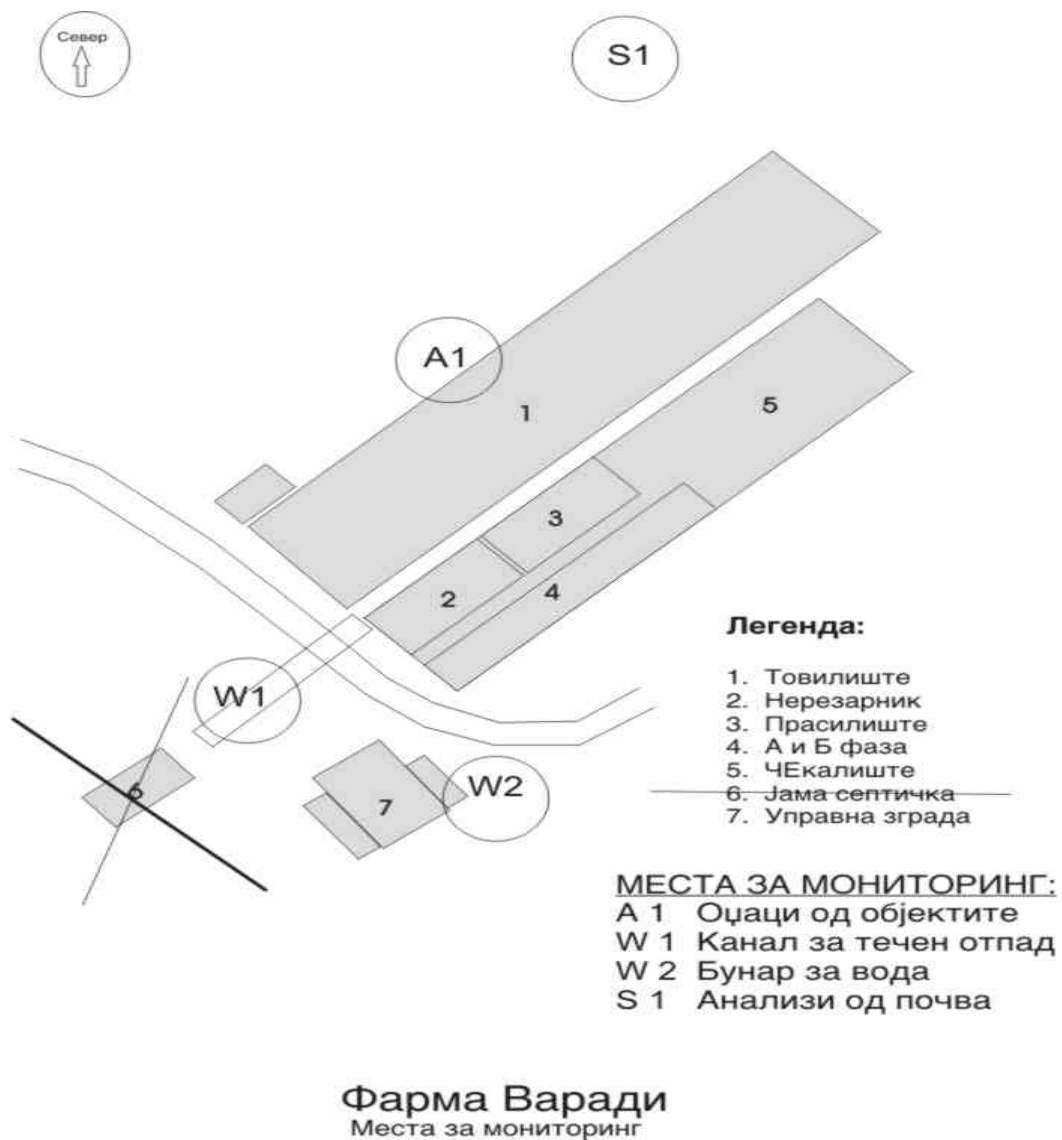 Север
S1
A1
1
5
3
2
4
W1
W2
6
7
Легенда:
1. Товилиште
2. Нерезарник
3. Прасилиште
4. А и Б фаза
5. ЧЕкалиште
6. Јама септичка
7. Управна зграда
МЕСТА ЗА МОНИТОРИНГ:
А 1 Оџаци од објектите
W 1 Канал за течен отпад
W 2 Бунар за вода
S 1 Анализи од почва
Фарма Варади
Места за мониторинг